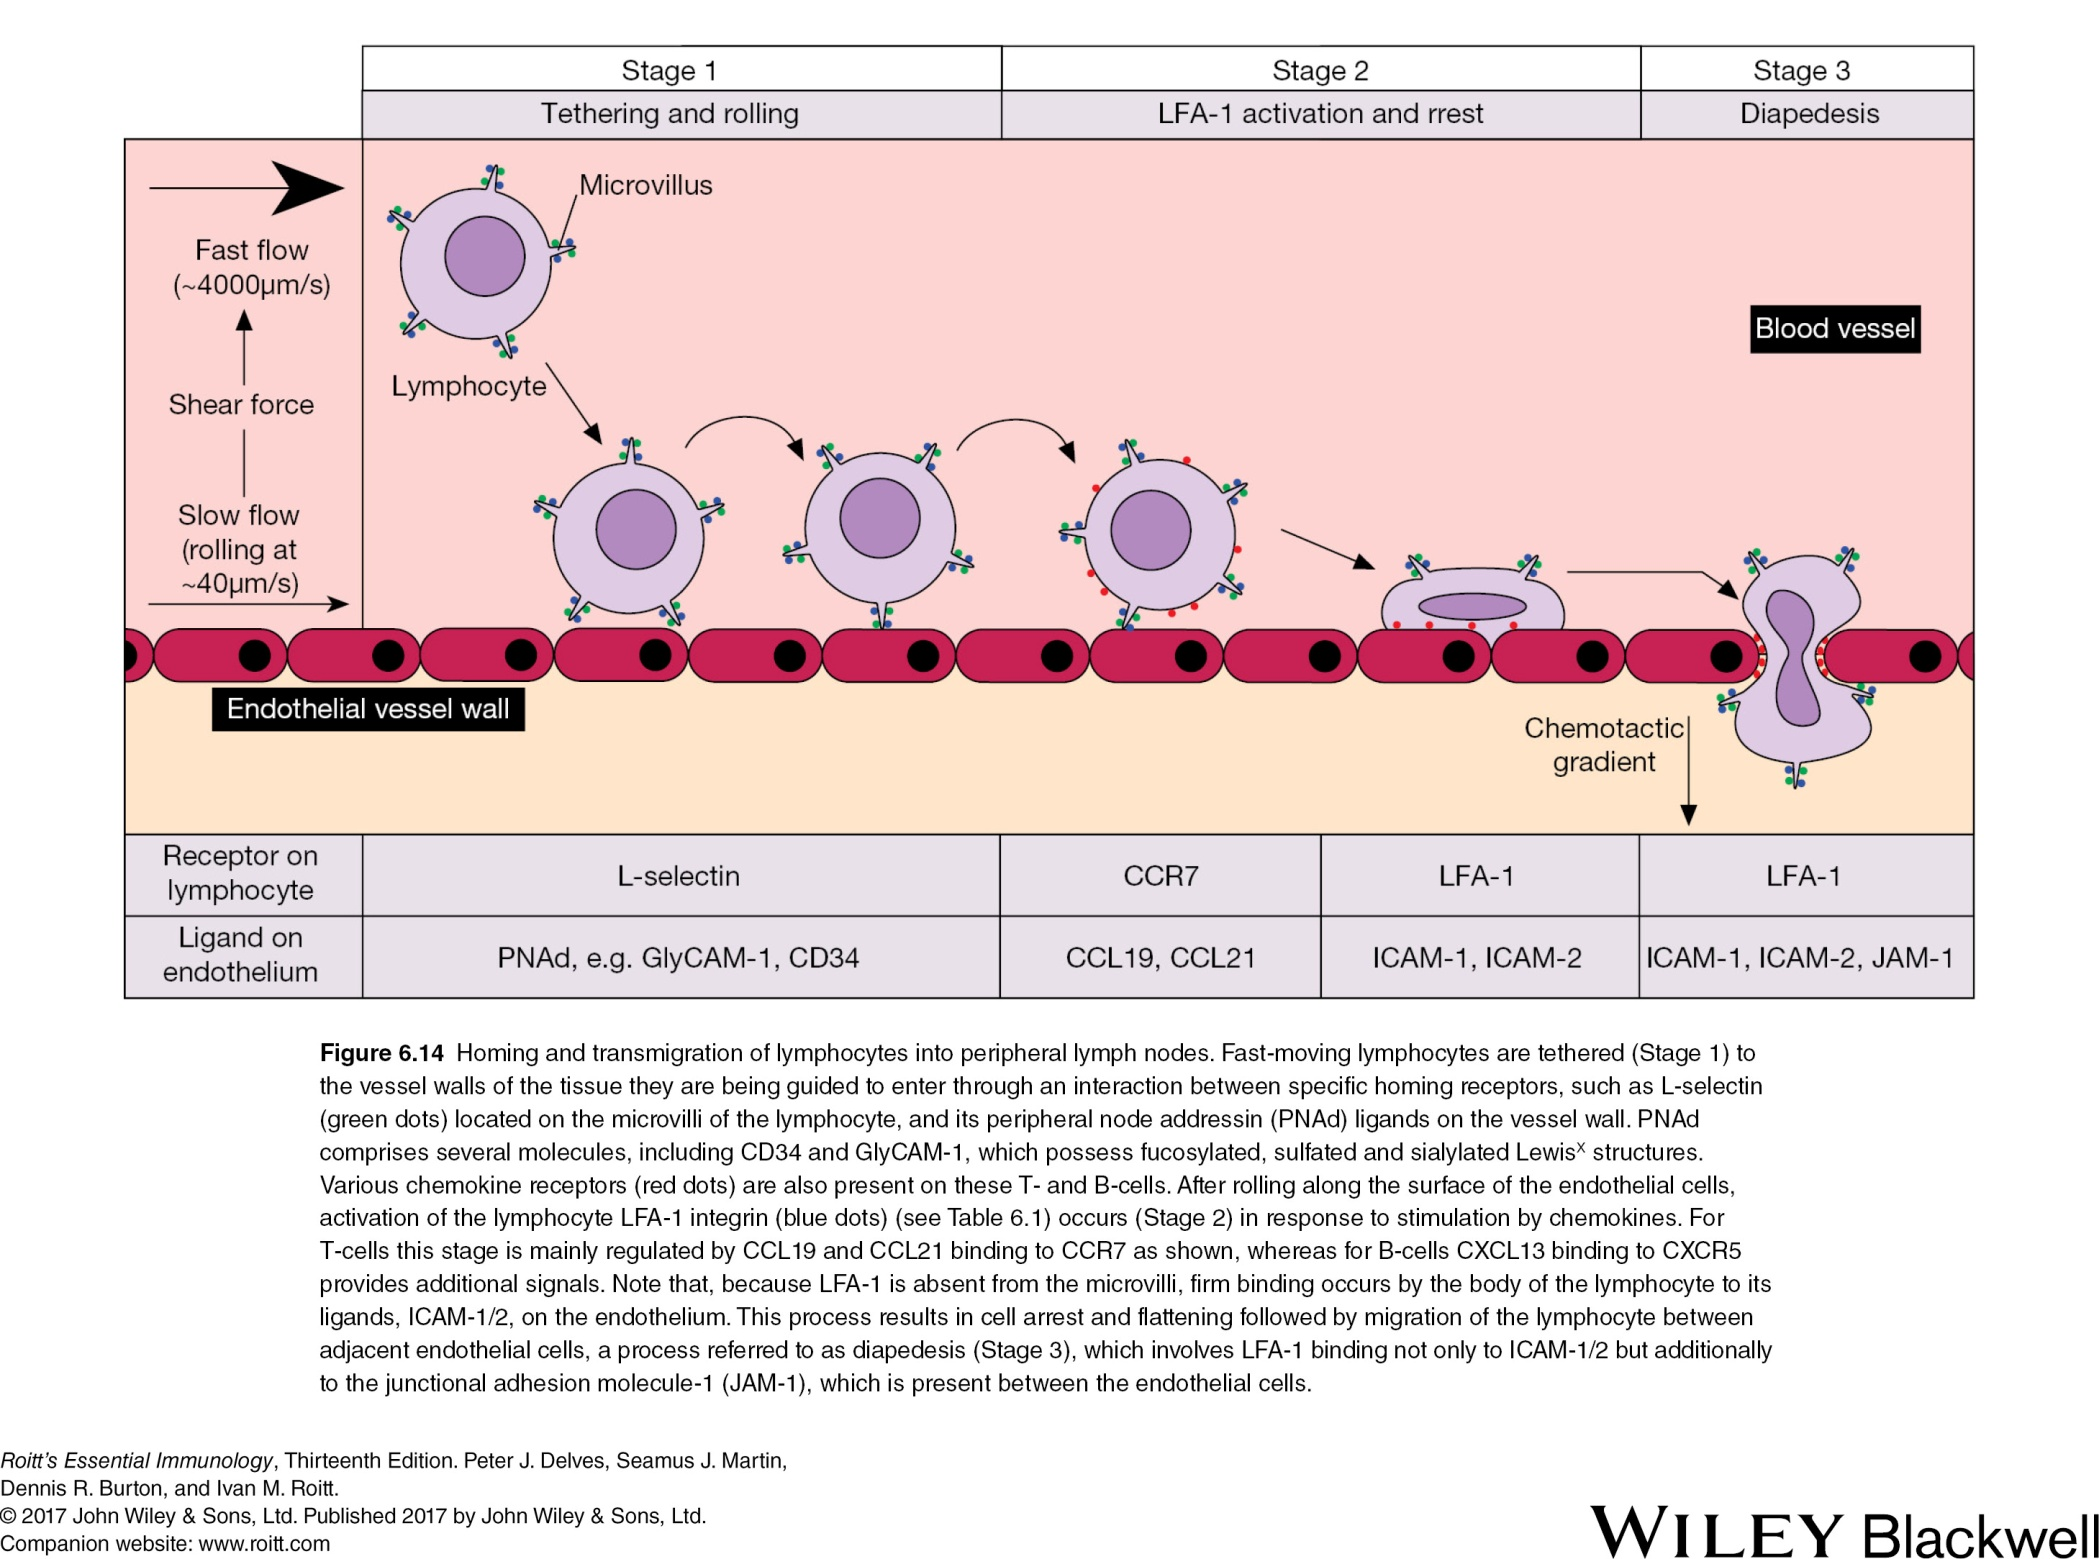 Stage 1
Stage 2
Stage 3
Tethering and rolling
LFA-1 activation and rrest
Diapedesis
Microvillus
Fast flow
(~4000µm/s)
Blood vessel
Lymphocyte
Shear force
Slow flow
(rolling at
~40µm/s)
Endothelial vessel wall
Chemotactic
gradient
Receptor on
lymphocyte
L-selectin
CCR7
LFA-1
LFA-1
Ligand on
endothelium
PNAd, e.g. GlyCAM-1, CD34
CCL19, CCL21
ICAM-1, ICAM-2
ICAM-1, ICAM-2, JAM-1
Figure 6.14 Homing and transmigration of lymphocytes into peripheral lymph nodes. Fast-moving lymphocytes are tethered (Stage 1) to
the vessel walls of the tissue they are being guided to enter through an interaction between specific homing receptors, such as L-selectin
(green dots) located on the microvilli of the lymphocyte, and its peripheral node addressin (PNAd) ligands on the vessel wall. PNAd
comprises several molecules, including CD34 and GlyCAM-1, which possess fucosylated, sulfated and sialylated Lewisˣ structures.
Various chemokine receptors (red dots) are also present on these T- and B-cells. After rolling along the surface of the endothelial cells,
activation of the lymphocyte LFA-1 integrin (blue dots) (see Table 6.1) occurs (Stage 2) in response to stimulation by chemokines. For
T-cells this stage is mainly regulated by CCL19 and CCL21 binding to CCR7 as shown, whereas for B-cells CXCL13 binding to CXCR5
provides additional signals. Note that, because LFA-1 is absent from the microvilli, firm binding occurs by the body of the lymphocyte to its
ligands, ICAM-1/2, on the endothelium. This process results in cell arrest and flattening followed by migration of the lymphocyte between
adjacent endothelial cells, a process referred to as diapedesis (Stage 3), which involves LFA-1 binding not only to ICAM-1/2 but additionally
to the junctional adhesion molecule-1 (JAM-1), which is present between the endothelial cells.
Roitt's Essential Immunology, Thirteenth Edition. Peter J. Delves, Seamus J. Martin,
Dennis R. Burton, and Ivan M. Roitt.
© 2017 John Wiley & Sons, Ltd. Published 2017 by John Wiley & Sons, Ltd.
Companion website: www.roitt.com
WILEY Blackwell